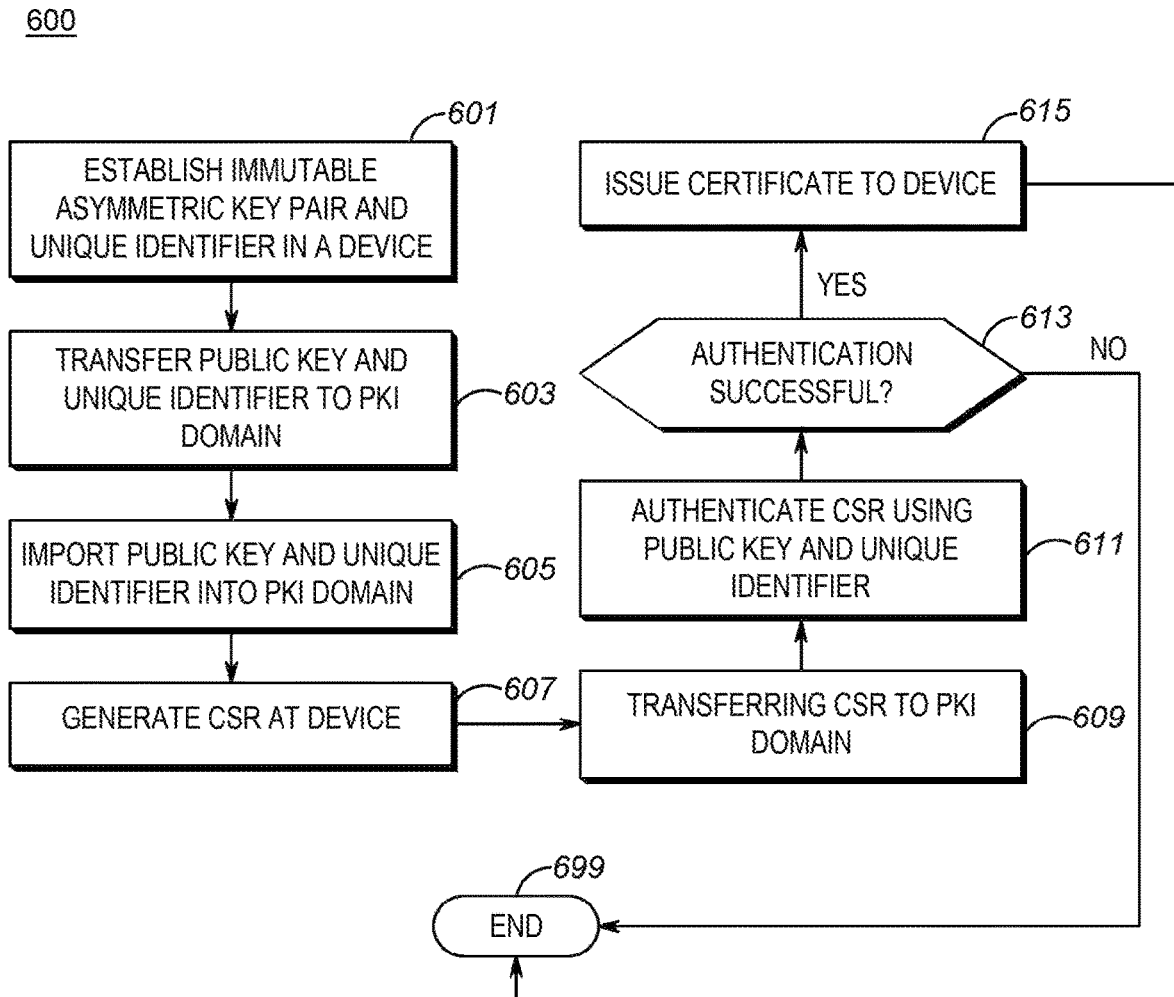 600
601
ESTABLISH IMMUTABLE
ASYMMETRIC KEY PAIR AND
UNIQUE IDENTIFIER IN A DEVICE
TRANSFER PUBLIC KEY AND
UNIQUE IDENTIFIER TO PKI
DOMAIN
603
IMPORT PUBLIC KEY AND UNIQUE
IDENTIFIER INTO PKI DOMAIN
605
GENERATE CSR AT DEVICE
607
TRANSFERRING CSR TO PKI
DOMAIN
609
AUTHENTICATE CSR USING
PUBLIC KEY AND UNIQUE
IDENTIFIER
611
AUTHENTICATION
SUCCESSFUL?
613
NO
YES
ISSUE CERTIFICATE TO DEVICE
615
699
END